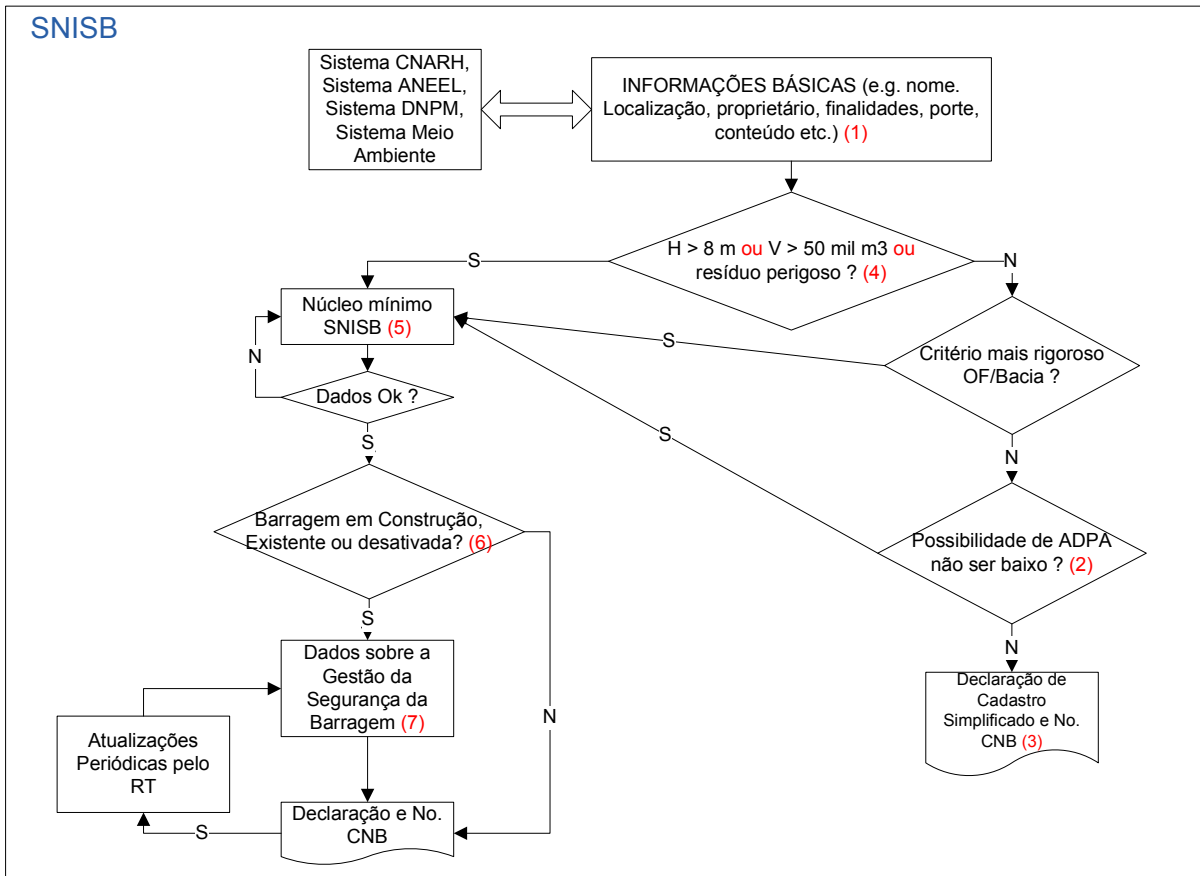 SNISB
Sistema CNARH,
Sistema ANEEL,
Sistema DNPM,
Sistema Meio
Ambiente
INFORMAÇÕES BÁSICAS (e.g. nome.
Localização, proprietário, finalidades, porte,
conteúdo etc.) (1)
H > 8 m ou V > 50 mil m3 ou
resíduo perigoso ? (4)
S
N
Núcleo mínimo
SNISB (5)
N
S
Critério mais rigoroso
OF/Bacia ?
Dados Ok ?
S
S
N
Barragem em Construção,
Existente ou desativada? (6)
Possibilidade de ADPA
não ser baixo ? (2)
S
N
Dados sobre a
Gestão da
Segurança da
Barragem (7)
N
Declaração de
Cadastro
Simplificado e No.
CNB (3)
Atualizações
Periódicas pelo
RT
Declaração e No.
CNB
S